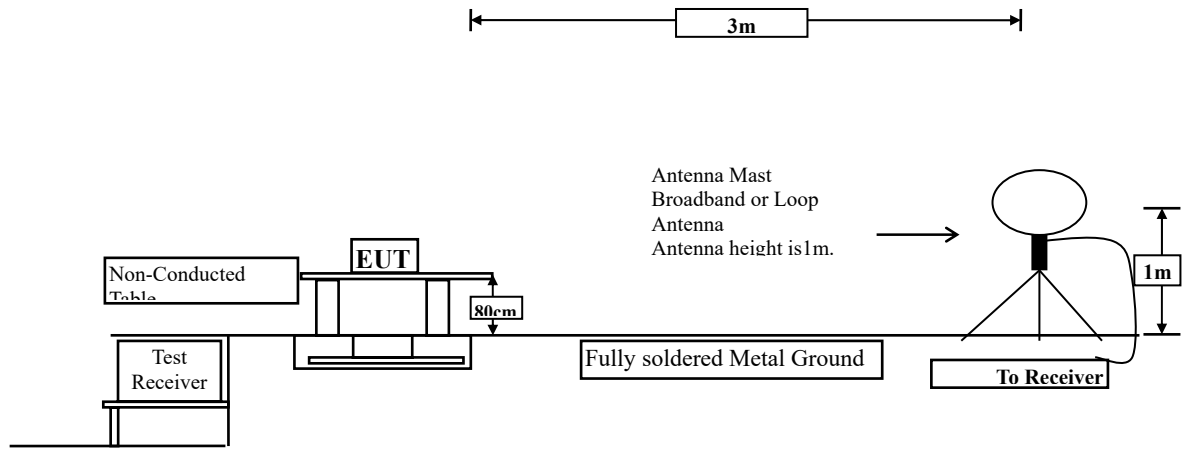 3m
Antenna Mast
Broadband or Loop
Antenna
Antenna height is1m.
EUT
Non-Conducted
Table
80cm
1m
Test
Receiver
Fully soldered Metal Ground
To Receiver